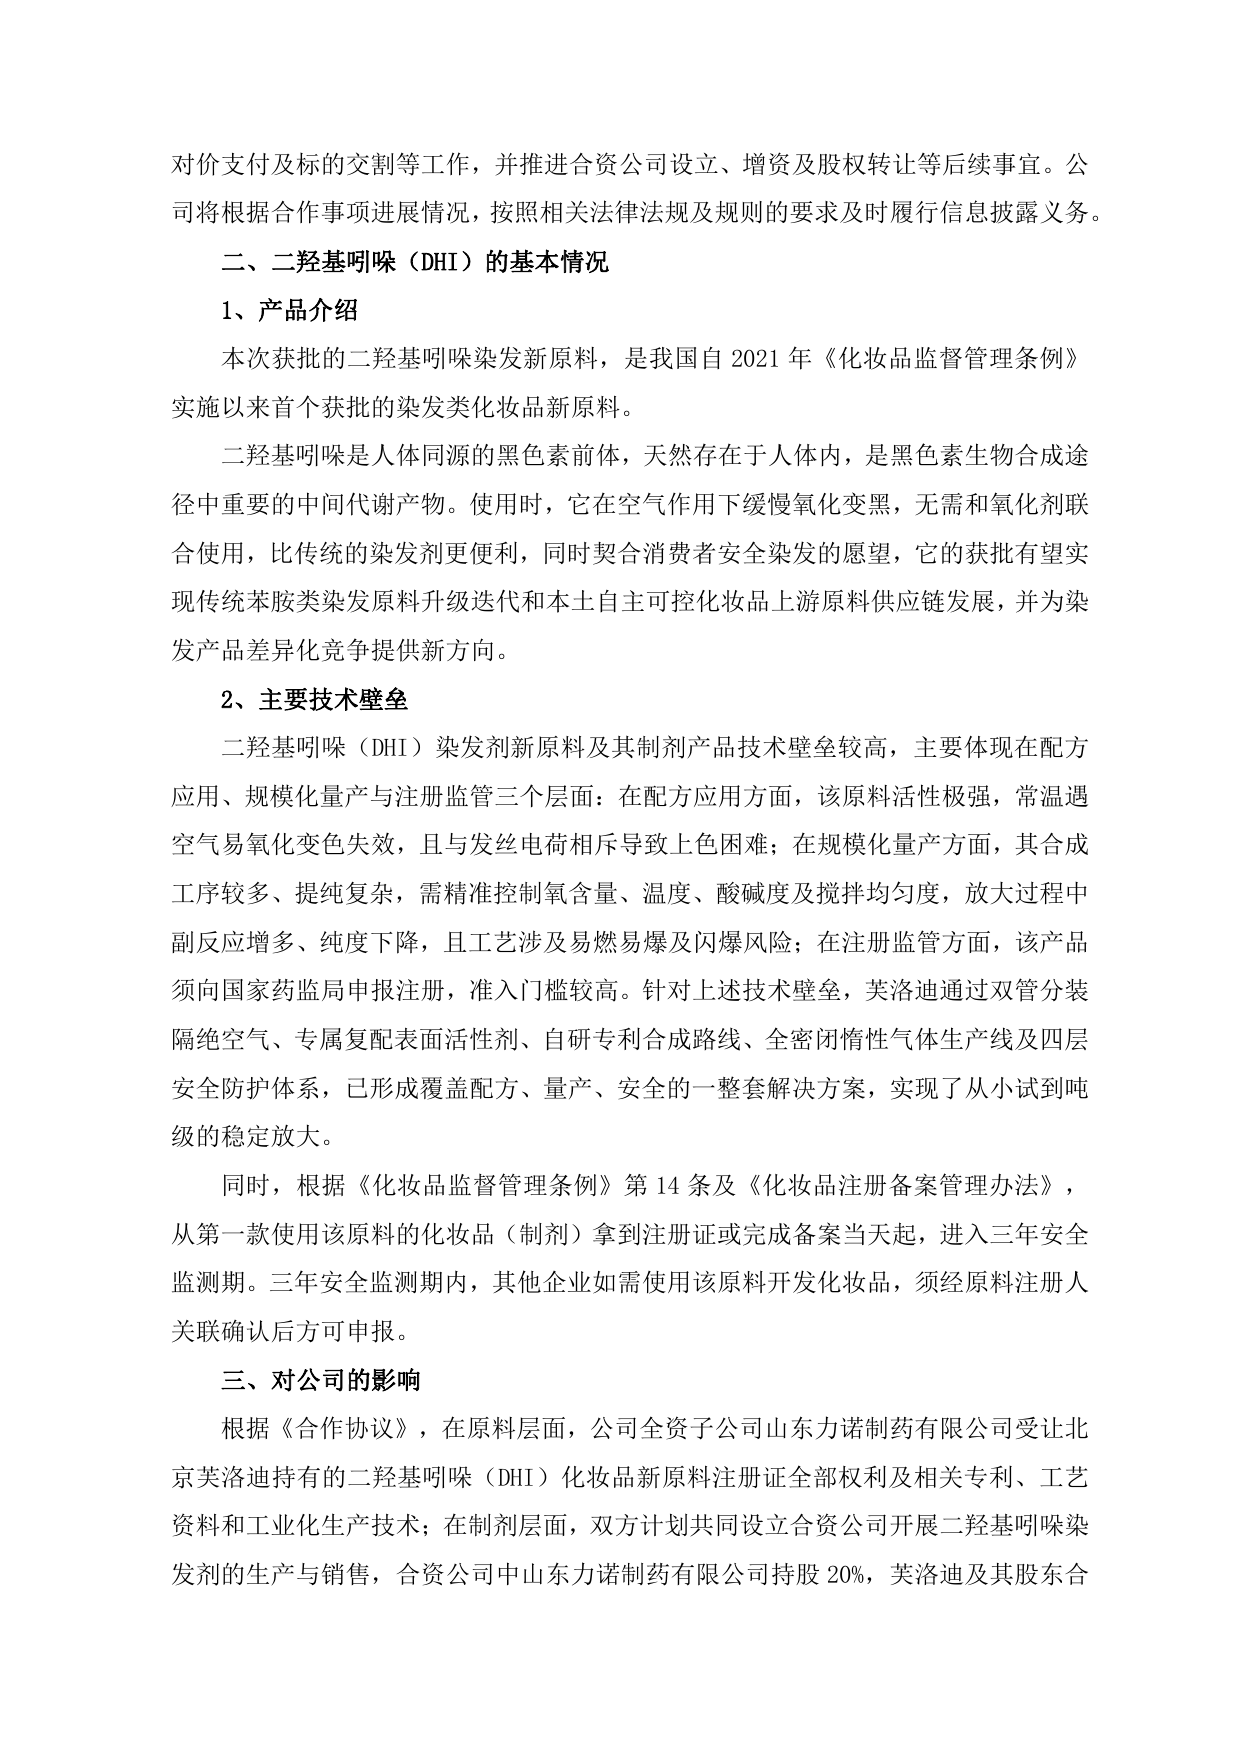 对价支付及标的交割等工作，并推进合资公司设立、增资及股权转让等后续事宜。公
司将根据合作事项进展情况，按照相关法律法规及规则的要求及时履行信息披露义务。
二、二羟基吲哚（DHI）的基本情况
1、产品介绍
本次获批的二羟基吲哚染发新原料，是我国自 2021 年《化妆品监督管理条例》
实施以来首个获批的染发类化妆品新原料。
二羟基吲哚是人体同源的黑色素前体，天然存在于人体内，是黑色素生物合成途
径中重要的中间代谢产物。使用时，它在空气作用下缓慢氧化变黑，无需和氧化剂联
合使用，比传统的染发剂更便利，同时契合消费者安全染发的愿望，它的获批有望实
现传统苯胺类染发原料升级迭代和本土自主可控化妆品上游原料供应链发展，并为染
发产品差异化竞争提供新方向。
2、主要技术壁垒
二羟基吲哚（DHI）染发剂新原料及其制剂产品技术壁垒较高，主要体现在配方
应用、规模化量产与注册监管三个层面：在配方应用方面，该原料活性极强，常温遇
空气易氧化变色失效，且与发丝电荷相斥导致上色困难；在规模化量产方面，其合成
工序较多、提纯复杂，需精准控制氧含量、温度、酸碱度及搅拌均匀度，放大过程中
副反应增多、纯度下降，且工艺涉及易燃易爆及闪爆风险；在注册监管方面，该产品
须向国家药监局申报注册，准入门槛较高。针对上述技术壁垒，芙洛迪通过双管分装
隔绝空气、专属复配表面活性剂、自研专利合成路线、全密闭惰性气体生产线及四层
安全防护体系，已形成覆盖配方、量产、安全的一整套解决方案，实现了从小试到吨
级的稳定放大。
同时，根据《化妆品监督管理条例》第 14 条及《化妆品注册备案管理办法》，
从第一款使用该原料的化妆品（制剂）拿到注册证或完成备案当天起，进入三年安全
监测期。三年安全监测期内，其他企业如需使用该原料开发化妆品，须经原料注册人
关联确认后方可申报。
三、对公司的影响
根据《合作协议》，在原料层面，公司全资子公司山东力诺制药有限公司受让北
京芙洛迪持有的二羟基吲哚（DHI）化妆品新原料注册证全部权利及相关专利、工艺
资料和工业化生产技术；在制剂层面，双方计划共同设立合资公司开展二羟基吲哚染
发剂的生产与销售，合资公司中山东力诺制药有限公司持股 20%，芙洛迪及其股东合